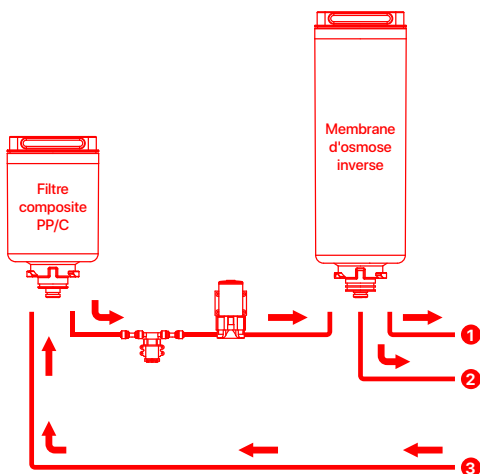 Membrane
d'osmose
inverse
Filtre
composite
PP/C
1
2
3